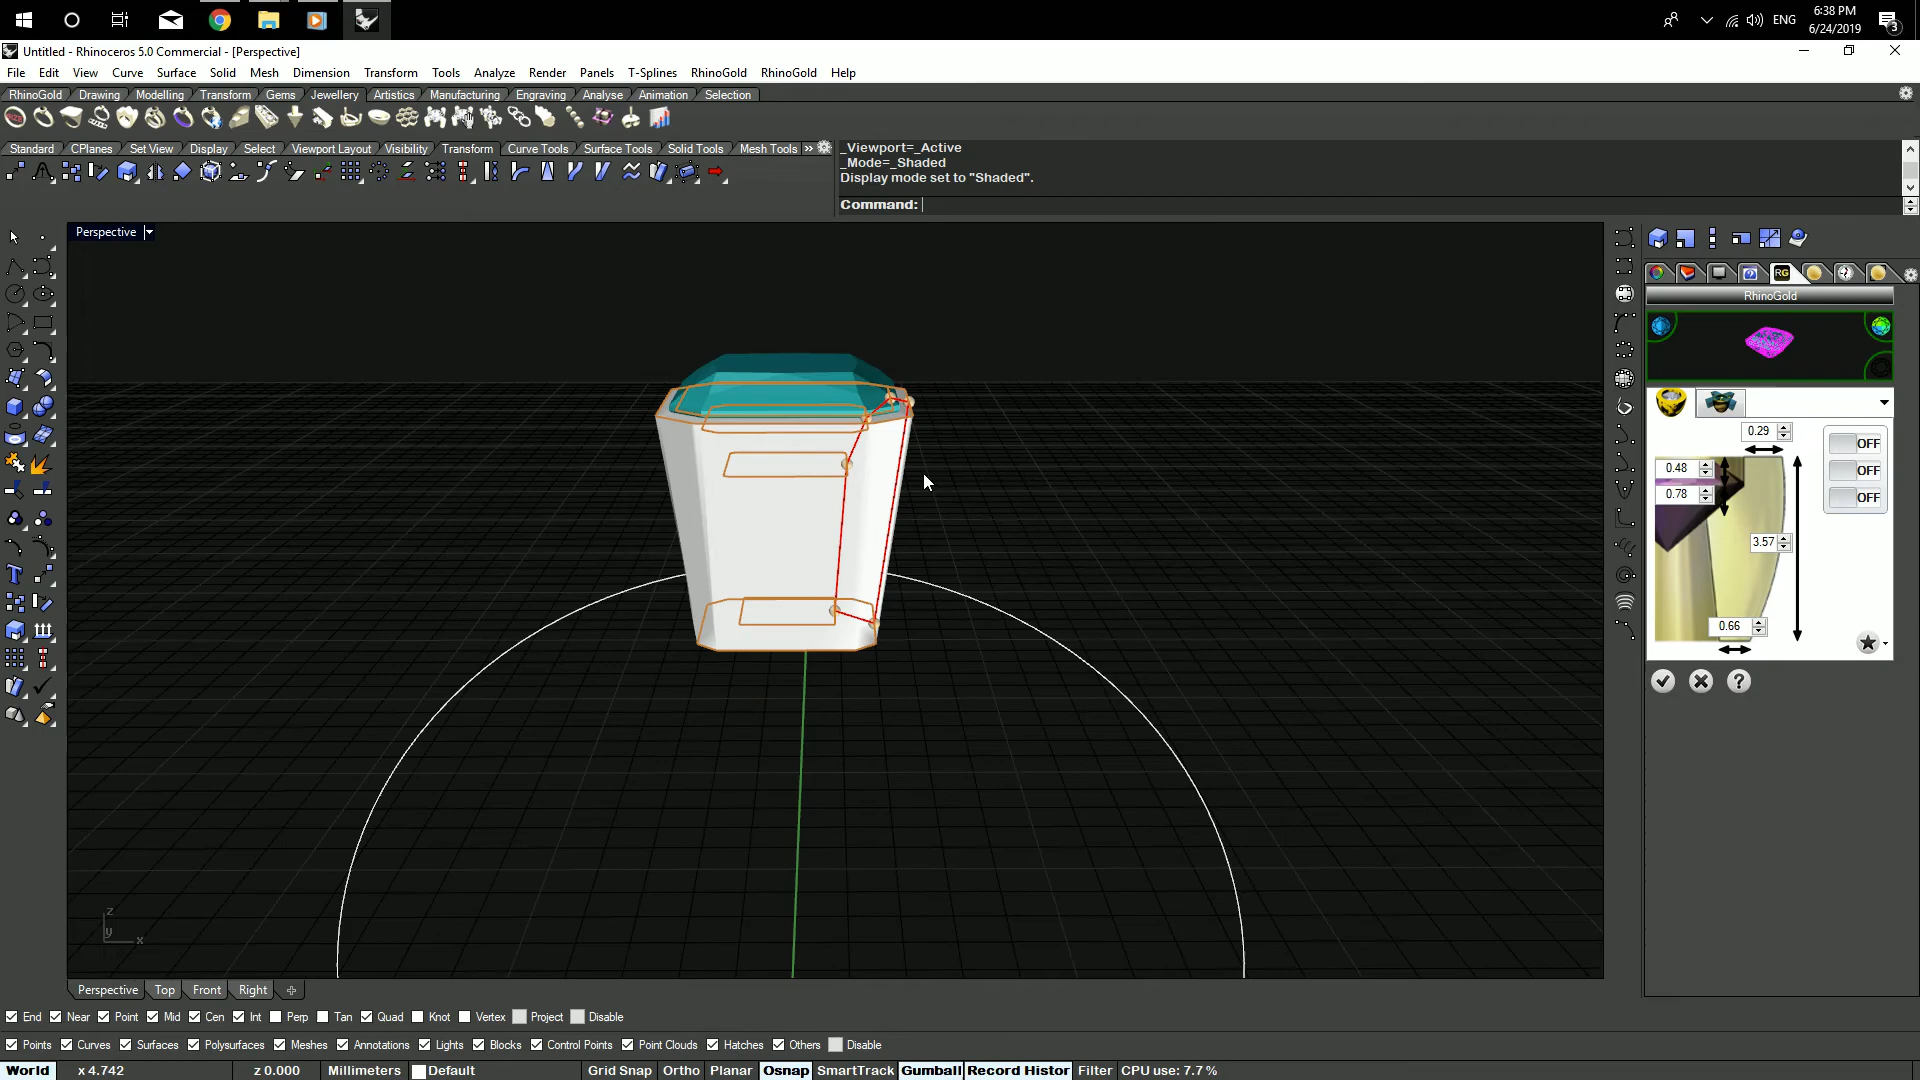 6:38 PM
ENG
6/24/2019
3
Untitled - Rhinoceros 5.0 Commercial - [Perspective]
File Edit View Curve Surface Solid Mesh Dimension Transform Tools Analyze Render Panels T-Splines RhinoGold RhinoGold Help
RhinoGold Drawing Modelling Transform Gems Jewellery Artistics Manufacturing Engraving Analyse Animation Selection
Standard CPlanes Set View Display Select Viewport Layout Visibility Transform Curve Tools Surface Tools Solid Tools Mesh Tools »
_Viewport=_Active
_Mode=_Shaded
Display mode set to "Shaded".
Command:
Perspective
RG
RhinoGold
0.29
OFF
0.48
OFF
0.78
OFF
3.57
0.66
?
z
y
x
Perspective Top Front Right
End Near Point Mid Cen Int Perp Tan Quad Knot Vertex Project Disable
Points Curves Surfaces Polysurfaces Meshes Annotations Lights Blocks Control Points Point Clouds Hatches Others Disable
World x 4.742 z 0.000 Millimeters Default Grid Snap Ortho Planar Osnap SmartTrack Gumball Record Histor Filter CPU use: 7.7 %